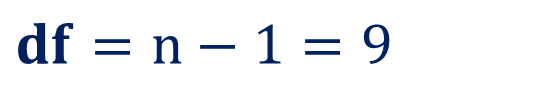 df = n − 1 = 9